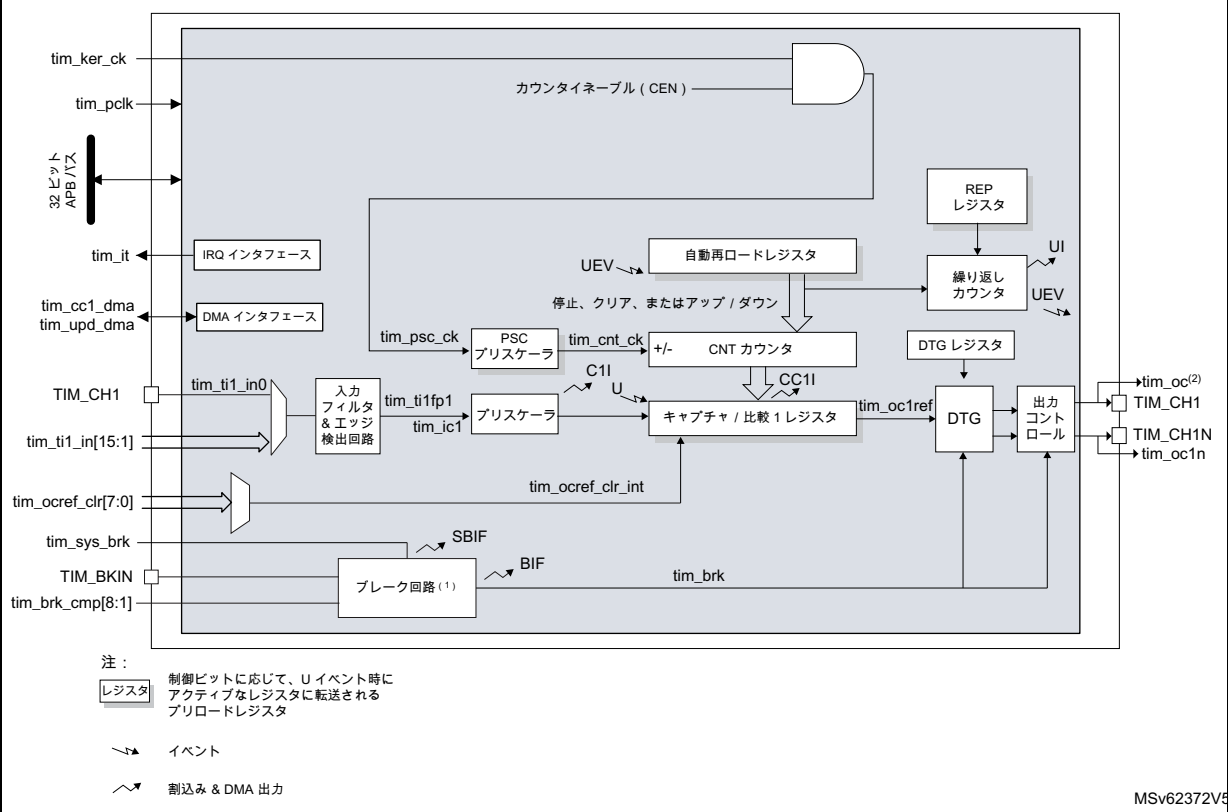 tim_ker_ck
カウンタイネーブル ( CEN )
tim_pclk
32 ビット
APB バス
REP
レジスタ
tim_it
IRQ インタフェース
自動再ロードレジスタ
UEV
UI
繰り返し
カウンタ
UEV
停止、クリア、またはアップ / ダウン
tim_cc1_dma
tim_upd_dma
DMA インタフェース
tim_psc_ck
PSC
プリスケーラ
tim_cnt_ck
+/-
CNT カウンタ
DTG レジスタ
TIM_CH1
tim_ti1_in0
入力
フィルタ
& エッジ
検出回路
tim_ti1fp1
tim_ic1
C1I
プリスケーラ
U
CC1I
キャプチャ / 比較 1 レジスタ
tim_oc1ref
DTG
出力
コント
ロール
tim_oc(2)
TIM_CH1
TIM_CH1N
tim_oc1n
tim_ti1_in[15:1]
tim_ocref_clr[7:0]
tim_ocref_clr_int
tim_sys_brk
SBIF
TIM_BKIN
ブレーク回路 ( 1 )
BIF
tim_brk
tim_brk_cmp[8:1]
注 :
レジスタ
制御ビットに応じて、U イベント時に
アクティブなレジスタに転送される
プリロードレジスタ
イベント
割込み & DMA 出力
MSv62372V5